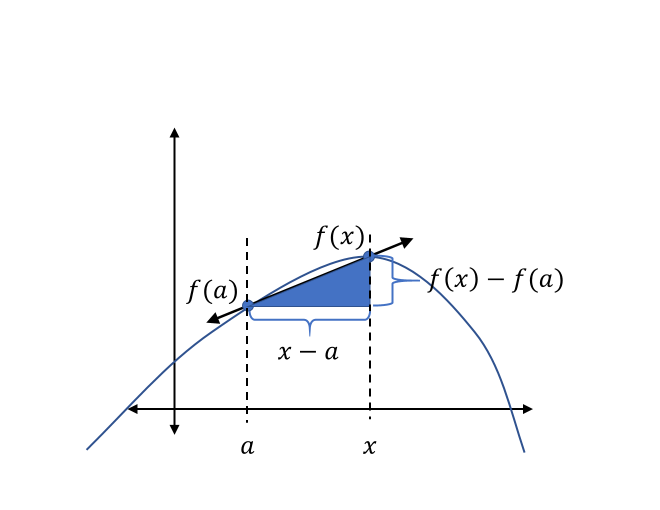 f(x)
f(a)
f(x) − f(a)
x − a
a
x